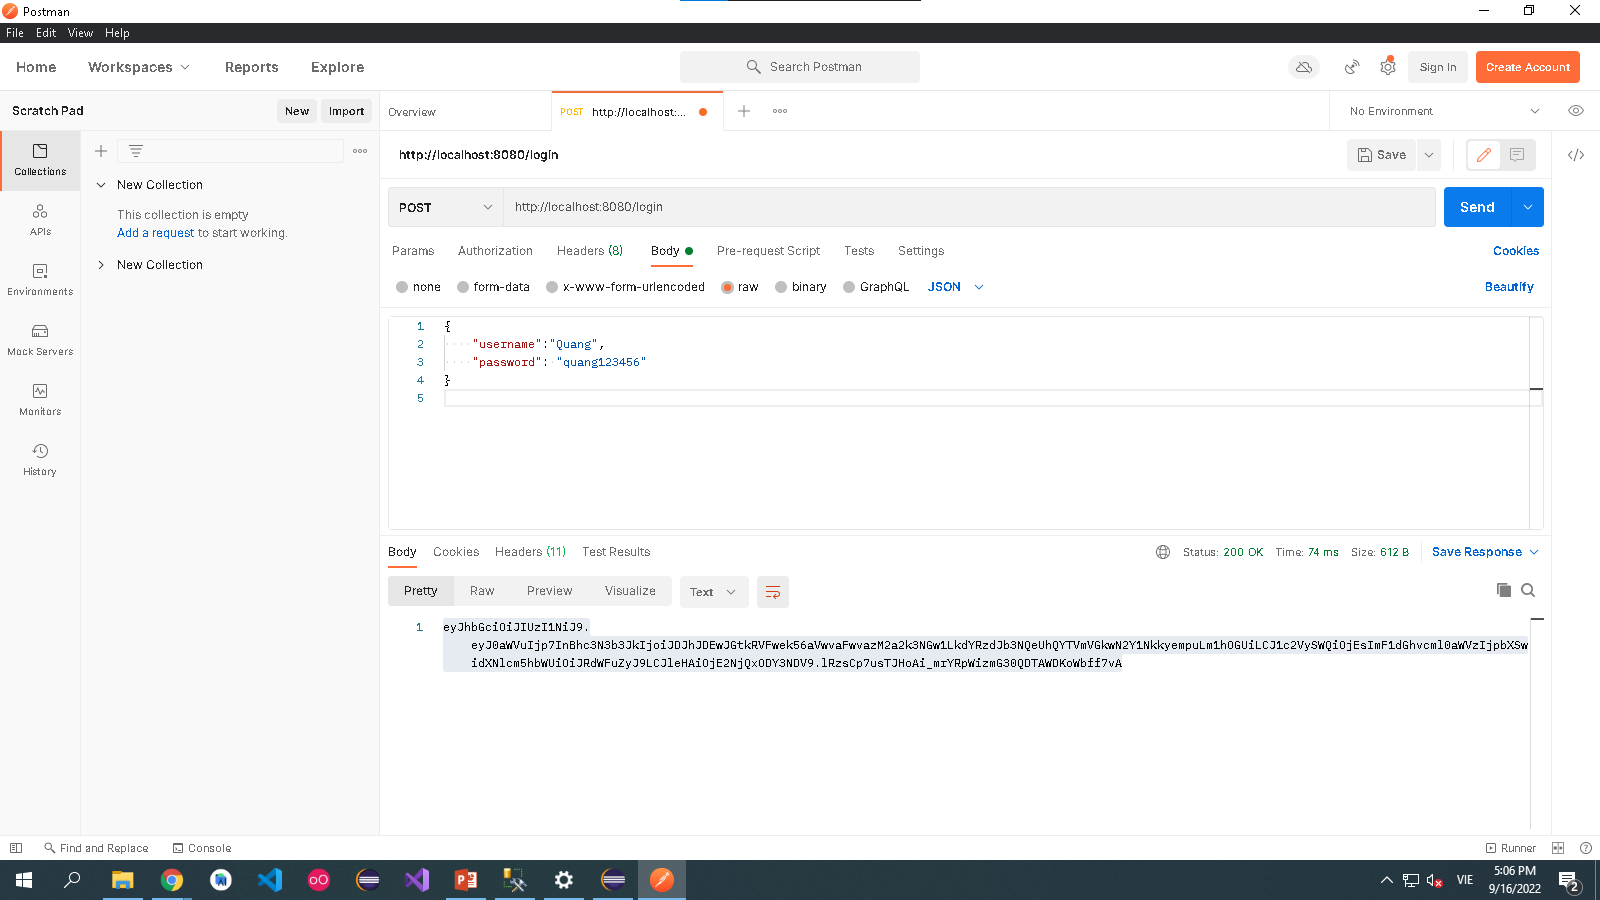 Postman
File Edit View Help
Home Workspaces Reports Explore Search Postman Sign In Create Account
Scratch Pad New Import Overview POST http://localhost:... No Environment
http://localhost:8080/login Save
Collections
New Collection
This collection is empty
Add a request to start working.
New Collection
APIs
Environments
Mock Servers
Monitors
History
POST http://localhost:8080/login Send
Params Authorization Headers (8) Body Pre-request Script Tests Settings Cookies
none form-data x-www-form-urlencoded raw binary GraphQL JSON Beautify
1 {
2 "username":"Quang",
3 "password": "quang123456"
4 }
5
Body Cookies Headers (11) Test Results Status: 200 OK Time: 74 ms Size: 612 B Save Response
Pretty Raw Preview Visualize Text
1 eyJhbGciOiJIUzI1NiJ9.
eyJ0aWVuIjp7InBhc3N3b3JkIjoiJDJhJDEwJGtkRVFwek56aVwvaFwvazM2a2k3NGw1LkdYRzdJb3NQeUhQYTVmVGkwN2Y1NkkyempuLm1hOGUiLCJ1c2VySWQiOjEsImF1dGhvcml0aWVzIjpbXSw
idXNlcm5hbWUiOiJRdWFuZyJ9LCJleHAiOjE2NjQxODY3NDV9.lRzsCp7usTJHoAi_mrYRpWizmG30QDTAWDKoWbff7vA
Find and Replace Console Runner
VIE 5:06 PM
9/16/2022
2